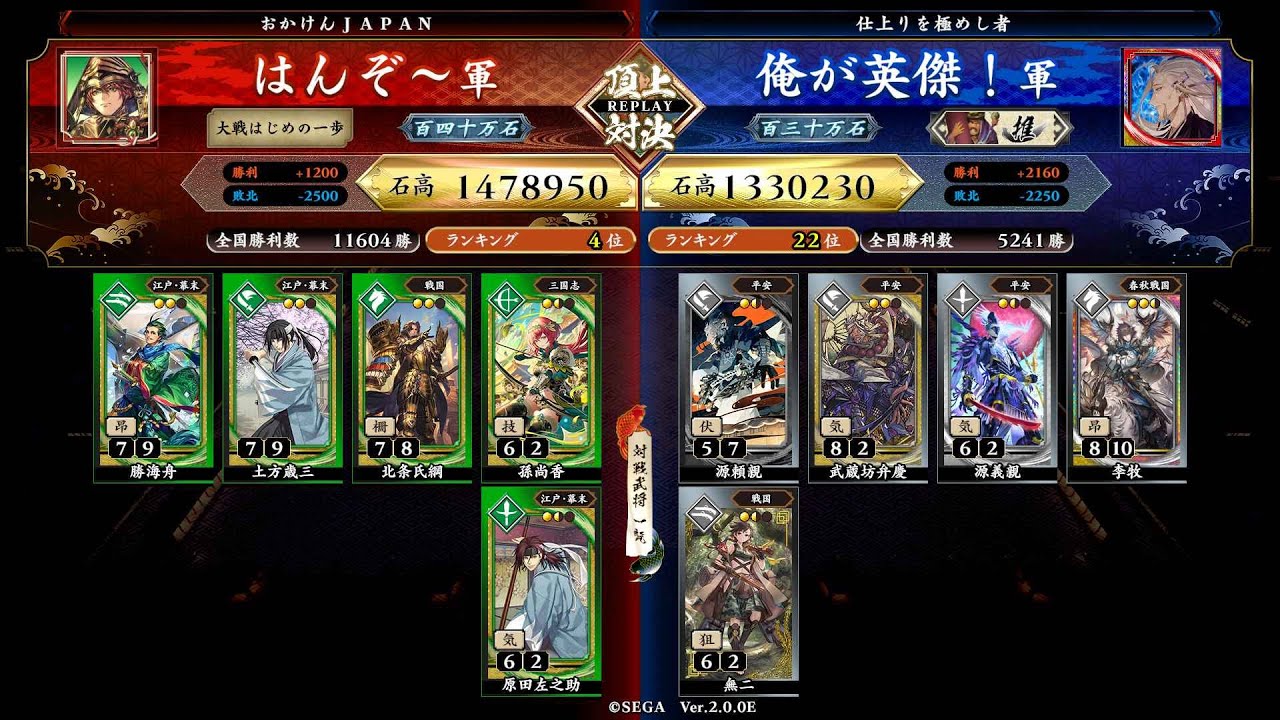 おかけんJAPAN
仕上りを極めし者
はんぞ〜軍
頂上
REPLAY
対決
俺が英傑！軍
大戦はじめの一歩
百四十万石
百三十万石
推
勝利 +1200
敗北 -2500
石高 1478950
石高 1330230
勝利 +2160
敗北 -2250
全国勝利数 11604勝
ランキング 4位
ランキング 22位
全国勝利数 5241勝
江戸・幕末
昂
7 9
勝海舟
江戸・幕末
7 9
土方歳三
戦国
柵
7 8
北条氏綱
三国志
技
6 2
孫尚香
平安
伏
5 7
源頼親
平安
気
8 2
武蔵坊弁慶
平安
気
6 2
源義親
春秋戦国
昂
8 10
李牧
対戦武将一覧
江戸・幕末
気
6 2
原田左之助
戦国
狙
6 2
無二
©SEGA Ver.2.0.0E